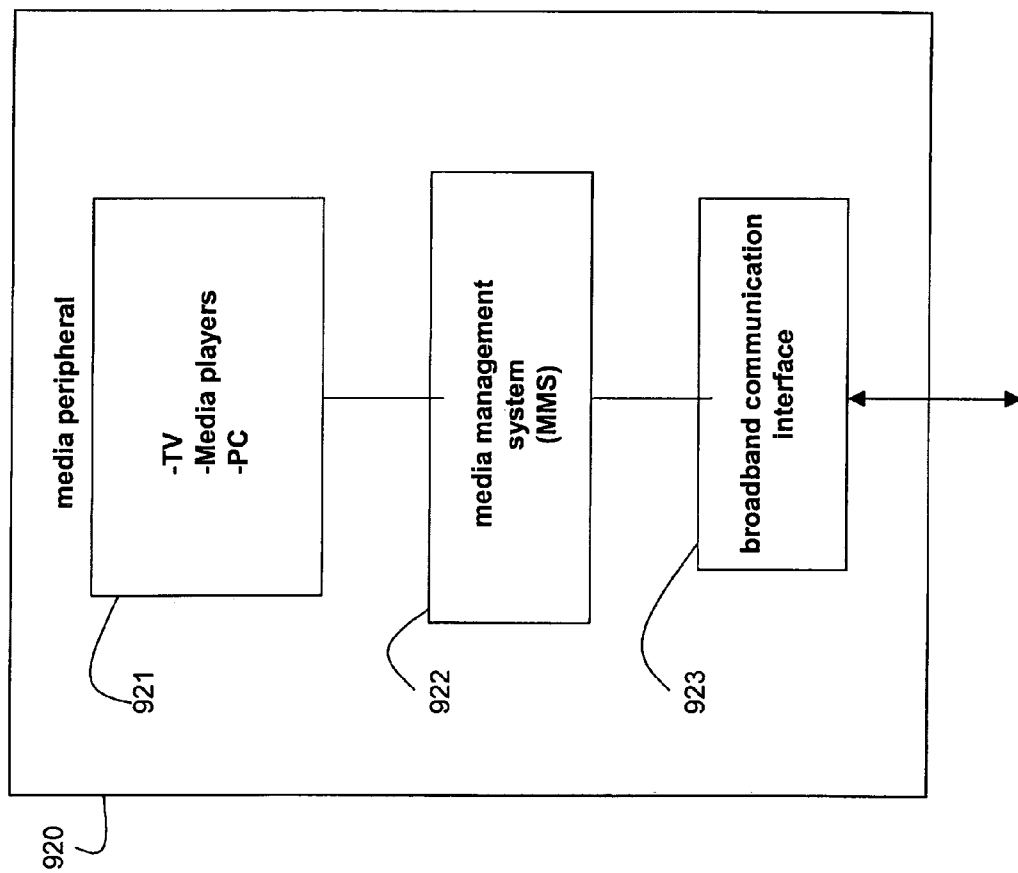 920
media peripheral
921
-TV
-Media players
-PC
922
media management
system
(MMS)
923
broadband communication
interface